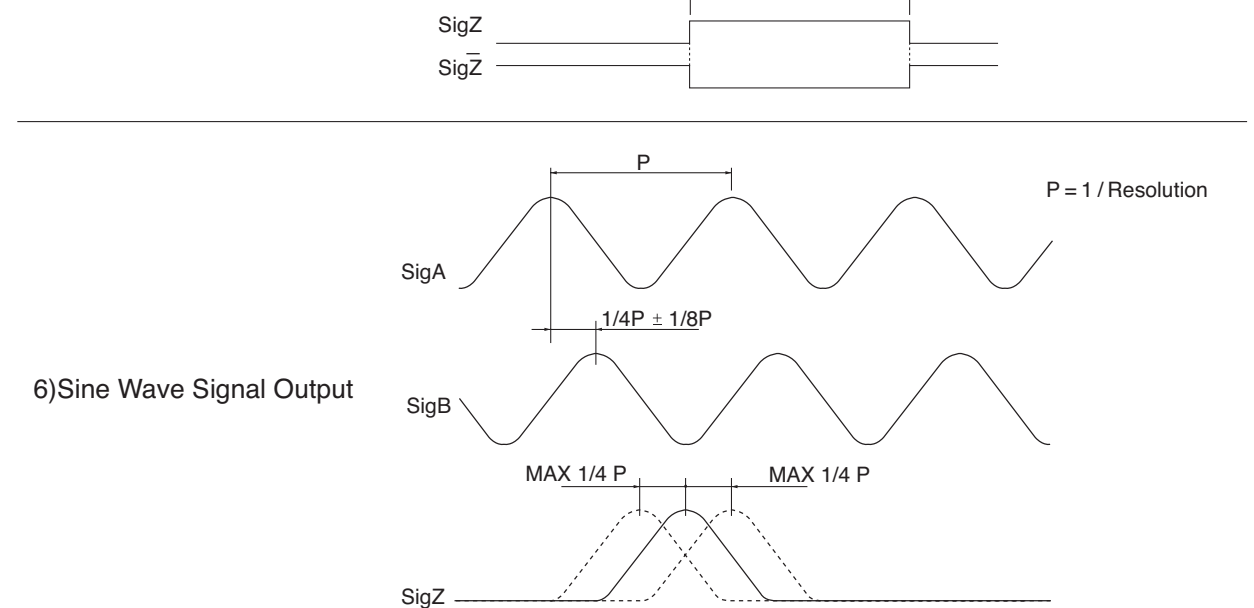 SigZ
SigZ̅
P
P = 1 / Resolution
SigA
1/4P ± 1/8P
6)Sine Wave Signal Output
SigB
MAX 1/4 P
MAX 1/4 P
SigZ